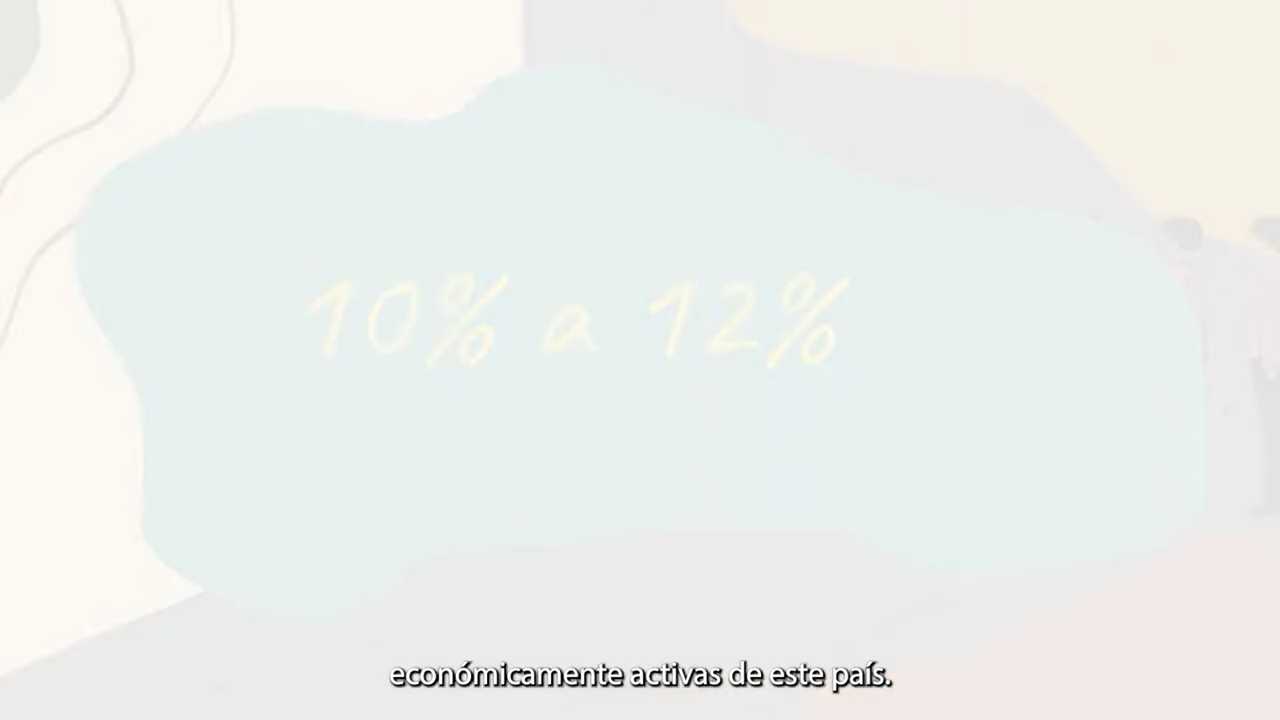 10% a 12%
económicamente activas de este país.